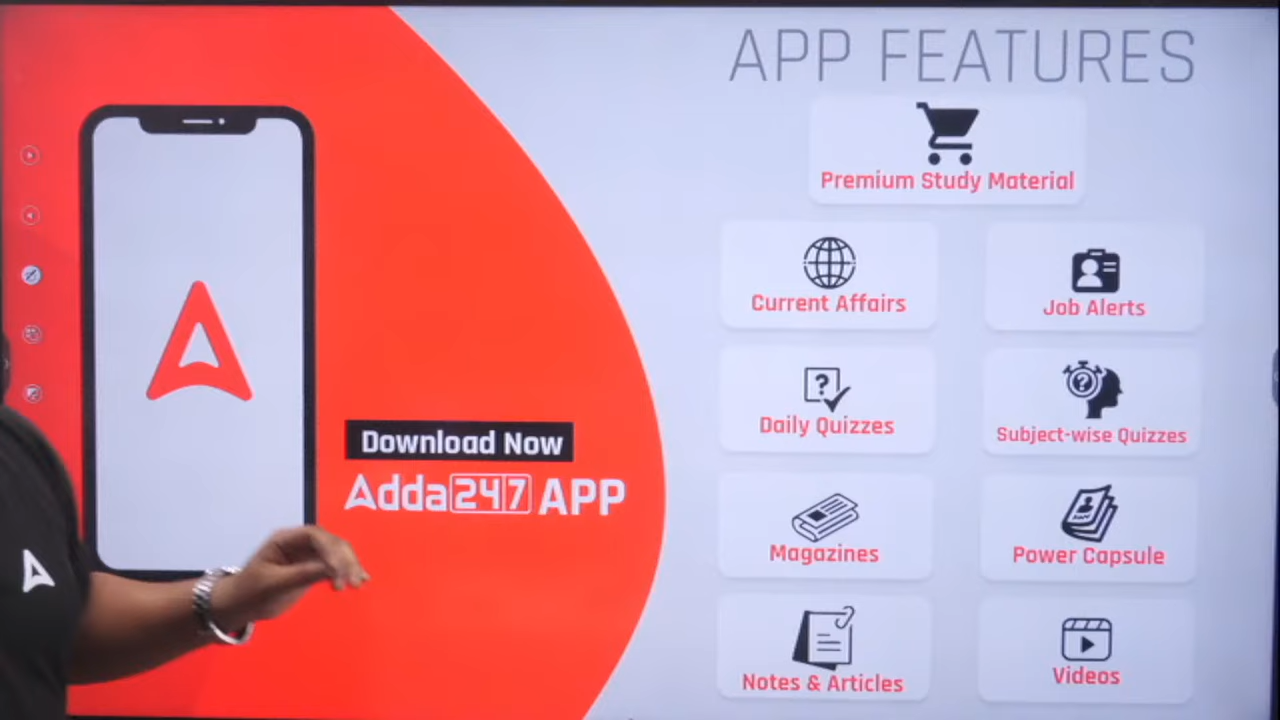 APP FEATURES
Premium Study Material
Current Affairs
Job Alerts
Daily Quizzes
Subject-wise Quizzes
Magazines
Power Capsule
Notes & Articles
Videos
Download Now
Adda247 APP